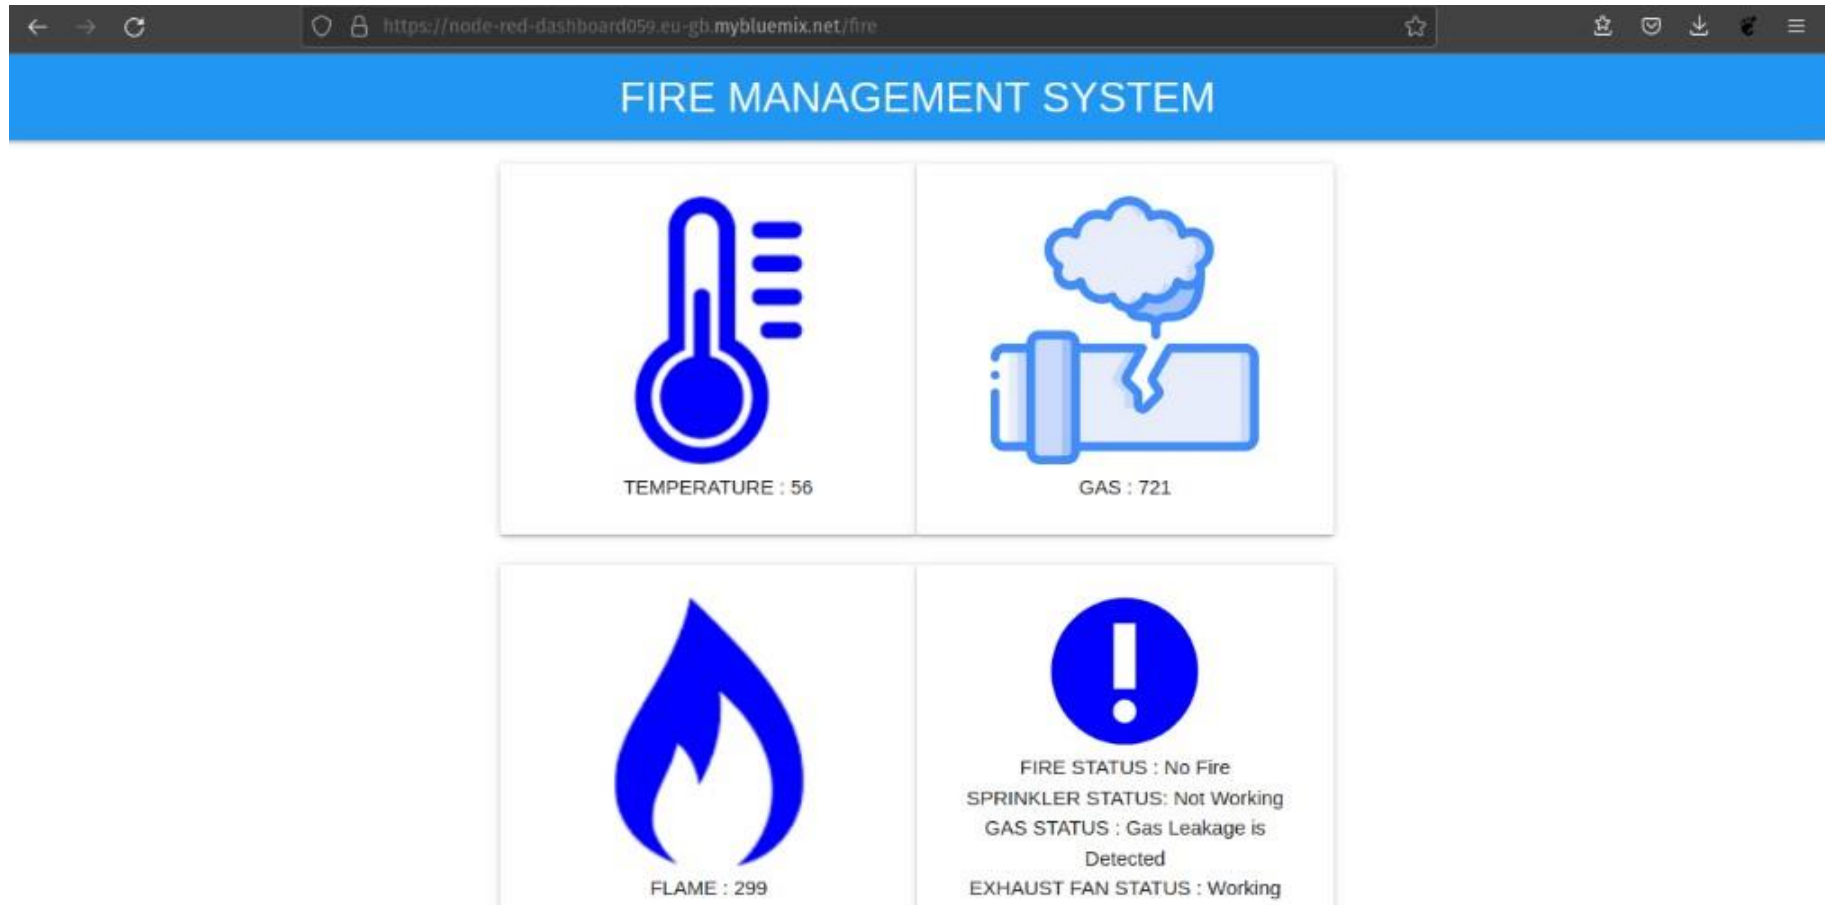 https://node-red-dashboard059.eu-gb.mybluemix.net/fire
FIRE MANAGEMENT SYSTEM
TEMPERATURE : 56
GAS : 721
FLAME : 299
FIRE STATUS : No Fire
SPRINKLER STATUS: Not Working
GAS STATUS : Gas Leakage is
Detected
EXHAUST FAN STATUS : Working